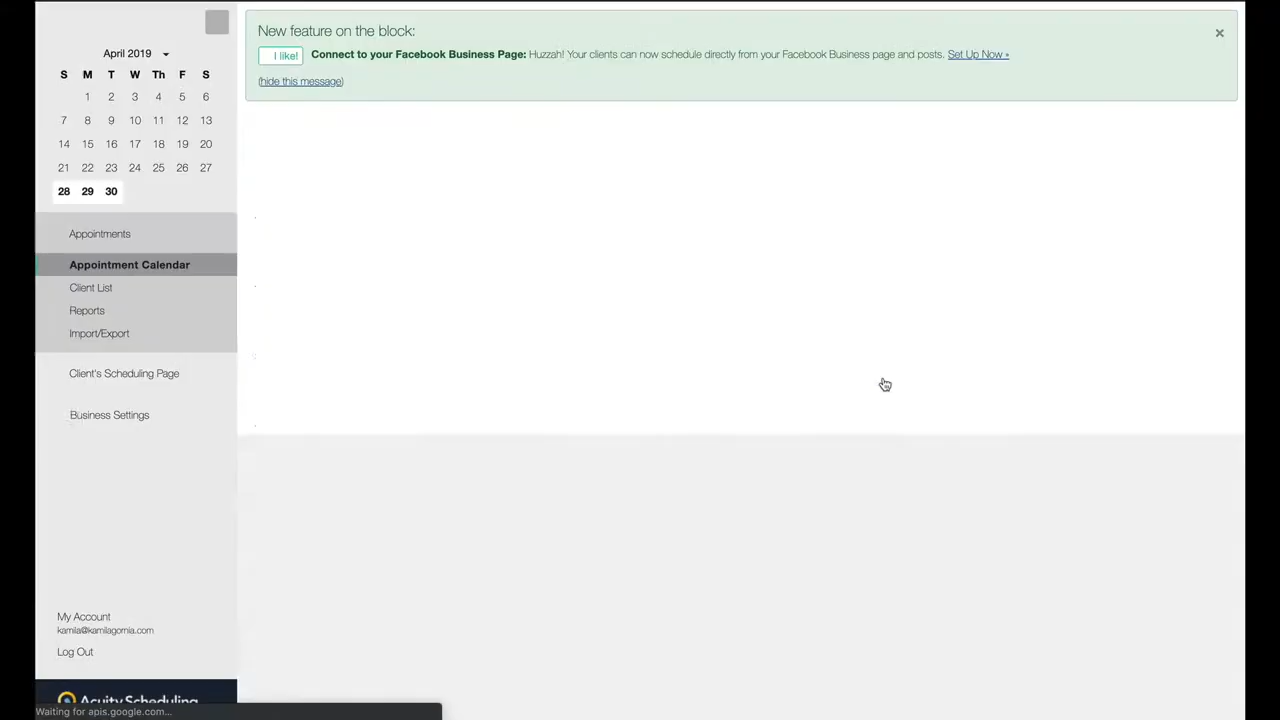 April 2019
S M T W Th F S
1 2 3 4 5 6
7 8 9 10 11 12 13
14 15 16 17 18 19 20
21 22 23 24 25 26 27
28 29 30
Appointments
Appointment Calendar
Client List
Reports
Import/Export
Client's Scheduling Page
Business Settings
My Account
kamila@kamilagornia.com
Log Out
Acuity Scheduling
Waiting for apis.google.com...
New feature on the block:
×
I like! Connect to your Facebook Business Page: Huzzah! Your clients can now schedule directly from your Facebook Business page and posts. Set Up Now »
(hide this message)